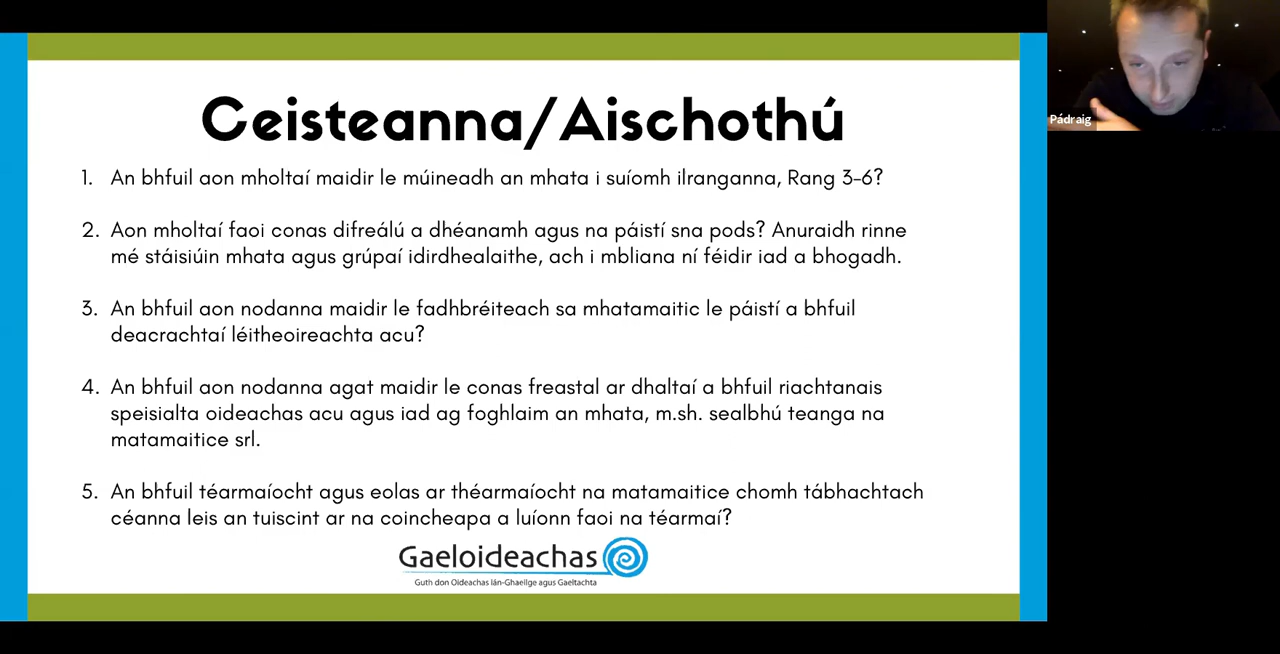 Ceisteanna/Aischothú
1. An bhfuil aon mholtaí maidir le múineadh an mhata i suíomh ilranganna, Rang 3-6?
2. Aon mholtaí faoi conas difreálú a dhéanamh agus na páistí sna pods? Anuraidh rinne
mé stáisiúin mhata agus grúpaí idirdhealaithe, ach i mbliana ní féidir iad a bhogadh.
3. An bhfuil aon nodanna maidir le fadhbréiteach sa mhatamaitic le páistí a bhfuil
deacrachtaí léitheoireachta acu?
4. An bhfuil aon nodanna agat maidir le conas freastal ar dhaltaí a bhfuil riachtanais
speisialta oideachas acu agus iad ag foghlaim an mhata, m.sh. sealbhú teanga na
matamaitice srl.
5. An bhfuil téarmaíocht agus eolas ar théarmaíocht na matamaitice chomh tábhachtach
céanna leis an tuiscint ar na coincheapa a luíonn faoi na téarmaí?
Gaeloideachas
Guth don Oideachas lán-Ghaeilge agus Gaeltachta
Pádraig